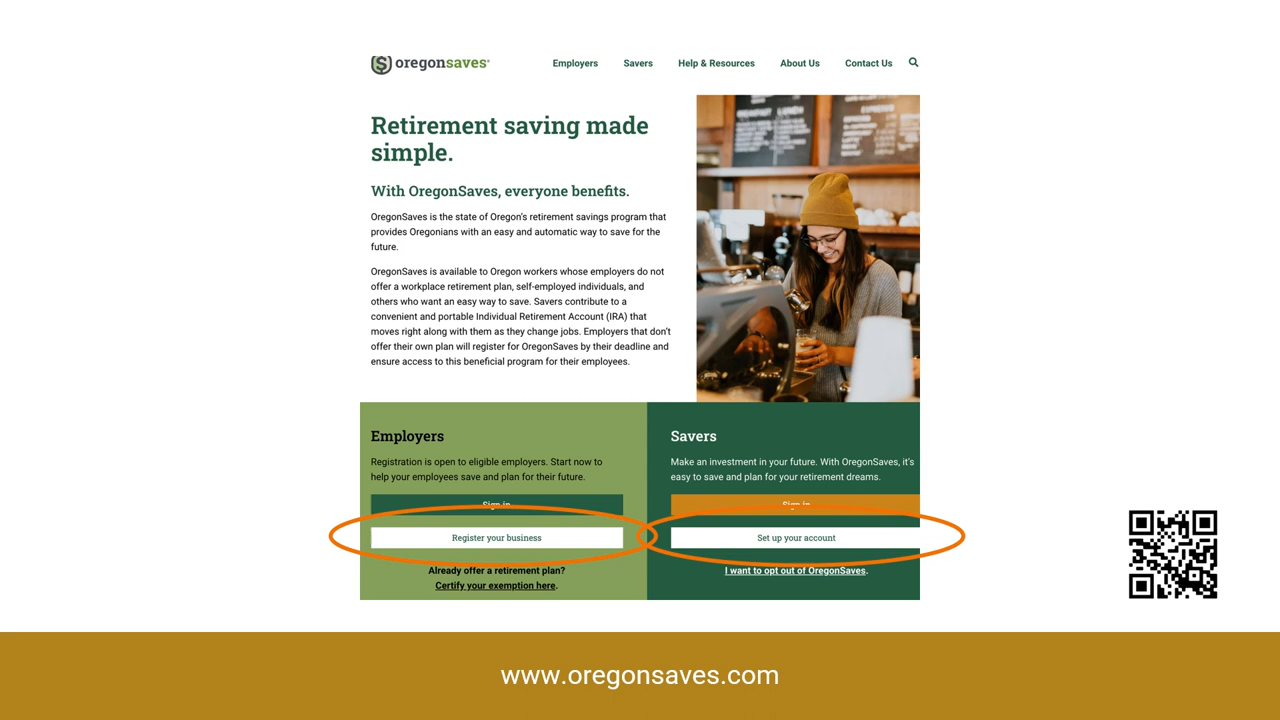 oregonsaves
Employers
Savers
Help & Resources
About Us
Contact Us
Retirement saving made
simple.
With OregonSaves, everyone benefits.
OregonSaves is the state of Oregon's retirement savings program that
provides Oregonians with an easy and automatic way to save for the
future.
OregonSaves is available to Oregon workers whose employers do not
offer a workplace retirement plan, self-employed individuals, and
others who want an easy way to save. Savers contribute to a
convenient and portable Individual Retirement Account (IRA) that
moves right along with them as they change jobs. Employers that don't
offer their own plan will register for OregonSaves by their deadline and
ensure access to this beneficial program for their employees.
Employers
Registration is open to eligible employers. Start now to
help your employees save and plan for their future.
Sign in
Register your business
Already offer a retirement plan?
Certify your exemption here.
Savers
Make an investment in your future. With OregonSaves, it's
easy to save and plan for your retirement dreams.
Sign in
Set up your account
I want to opt out of OregonSaves.
www.oregonsaves.com